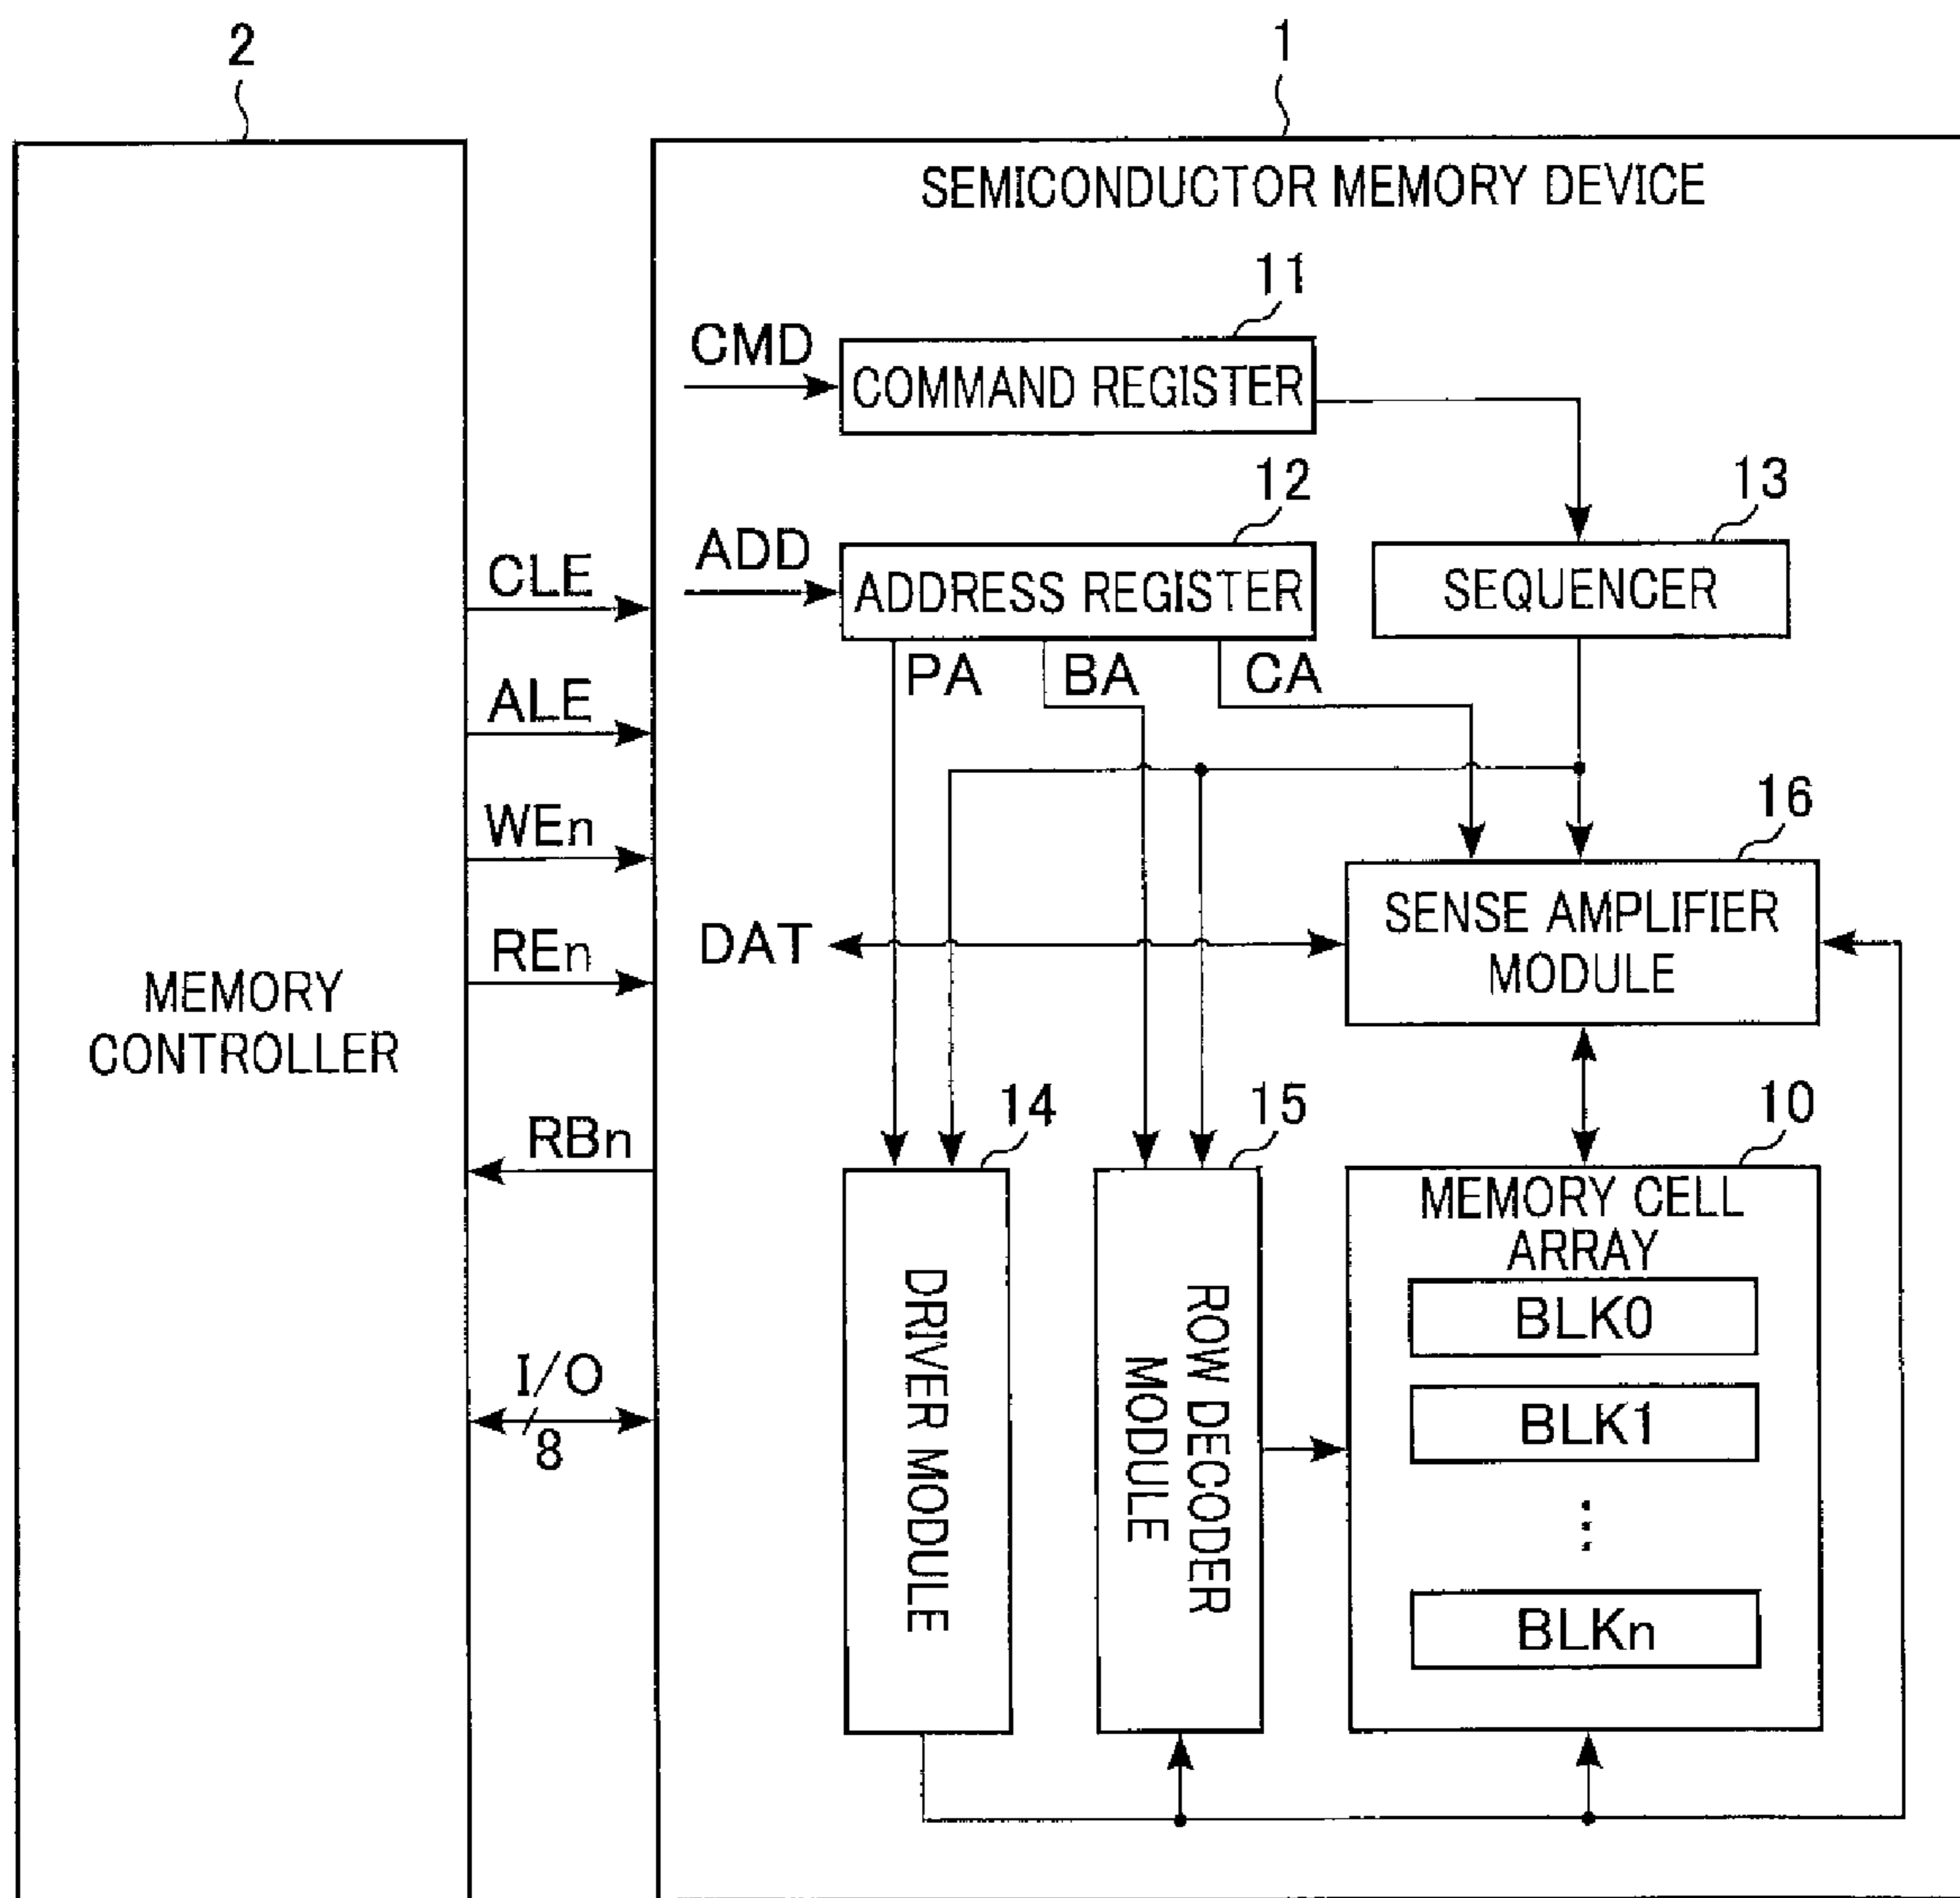 2
1
SEMICONDUCTOR MEMORY DEVICE
11
CMD
COMMAND REGISTER
12
13
ADD
ADDRESS REGISTER
SEQUENCER
CLE
PA
BA
CA
ALE
WEn
16
SENSE AMPLIFIER
MODULE
DAT
REn
MEMORY
CONTROLLER
RBn
14
15
10
MEMORY CELL
ARRAY
DRIVER MODULE
ROW DECODER
MODULE
BLK0
BLK1
⋮
BLKn
I/O
8